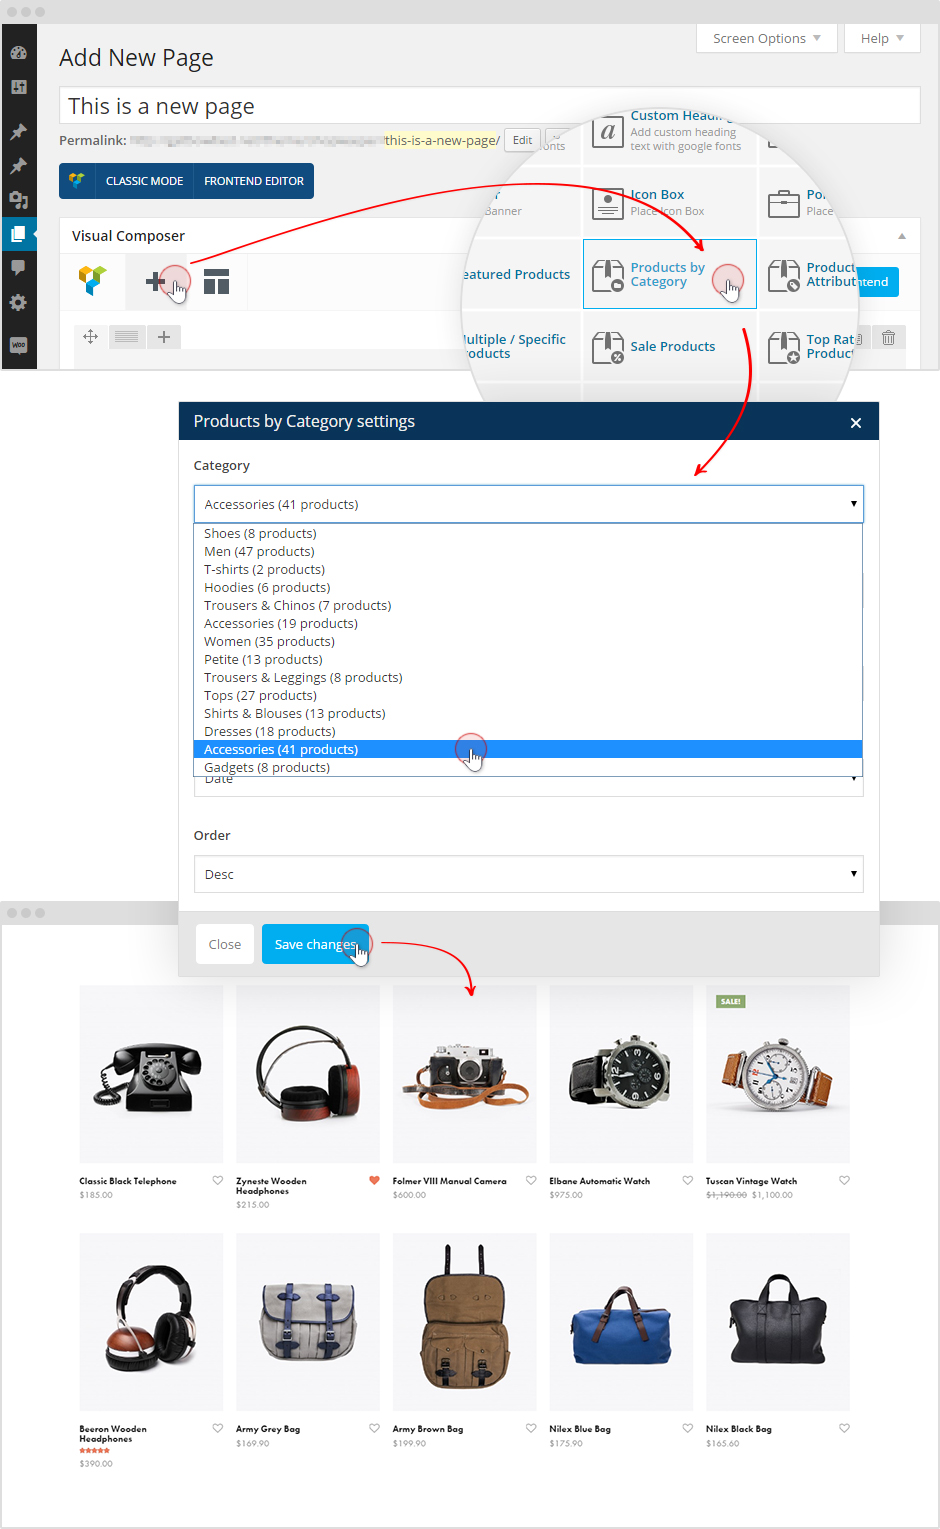 Screen Options
Help
Add New Page
This is a new page
Permalink:
/this-is-a-new-page/
Edit
CLASSIC MODE
FRONTEND EDITOR
Visual Composer
Custom Heading
Add custom heading
text with google fonts
Banner
Icon Box
Place Icon Box
Place
Featured Products
Products by
Category
Product
Attribut
Multiple / Specific
Products
Sale Products
Top Rat
Product
Products by Category settings
Category
Accessories (41 products)
Shoes (8 products)
Men (47 products)
T-shirts (2 products)
Hoodies (6 products)
Trousers & Chinos (7 products)
Accessories (19 products)
Women (35 products)
Petite (13 products)
Trousers & Leggings (8 products)
Tops (27 products)
Shirts & Blouses (13 products)
Dresses (18 products)
Accessories (41 products)
Gadgets (8 products)
Date
Order
Desc
Close
Save changes
SALE!
Classic Black Telephone
$185.00
Zyneste Wooden
Headphones
$215.00
Folmer VIII Manual Camera
$600.00
Elbane Automatic Watch
$975.00
Tuscan Vintage Watch
$1,190.00 $1,100.00
Beeron Wooden
Headphones
$390.00
Army Grey Bag
$169.90
Army Brown Bag
$199.90
Nilex Blue Bag
$175.90
Nilex Black Bag
$165.60